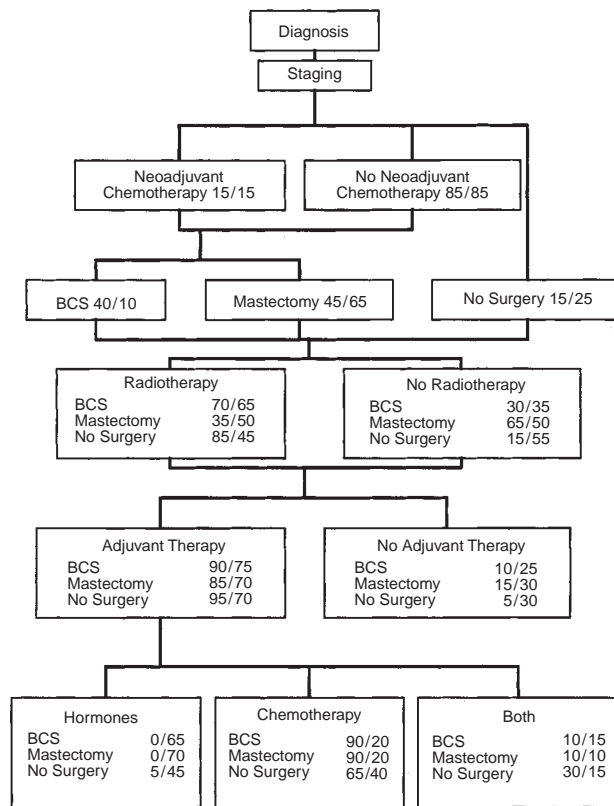 Diagnosis
Staging
Neoadjuvant
Chemotherapy 15/15
No Neoadjuvant
Chemotherapy 85/85
BCS 40/10
Mastectomy 45/65
No Surgery 15/25
Radiotherapy
BCS 70/65
Mastectomy 35/50
No Surgery 85/45
No Radiotherapy
BCS 30/35
Mastectomy 65/50
No Surgery 15/55
Adjuvant Therapy
BCS 90/75
Mastectomy 85/70
No Surgery 95/70
No Adjuvant Therapy
BCS 10/25
Mastectomy 15/30
No Surgery 5/30
Hormones
BCS 0/65
Mastectomy 0/70
No Surgery 5/45
Chemotherapy
BCS 90/20
Mastectomy 90/20
No Surgery 65/40
Both
BCS 10/15
Mastectomy 10/10
No Surgery 30/15